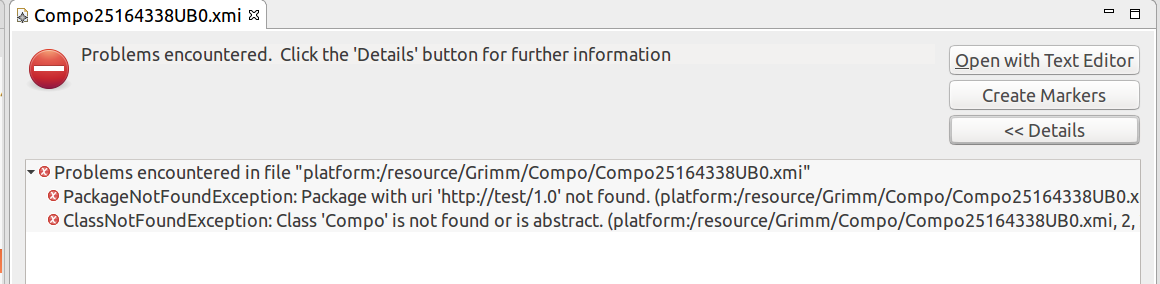 Compo25164338UB0.xmi
Problems encountered. Click the 'Details' button for further information
Open with Text Editor
Create Markers
<< Details
Problems encountered in file "platform:/resource/Grimm/Compo/Compo25164338UB0.xmi"
PackageNotFoundException: Package with uri 'http://test/1.0' not found. (platform:/resource/Grimm/Compo/Compo25164338UB0.x
ClassNotFoundException: Class 'Compo' is not found or is abstract. (platform:/resource/Grimm/Compo/Compo25164338UB0.xmi, 2,